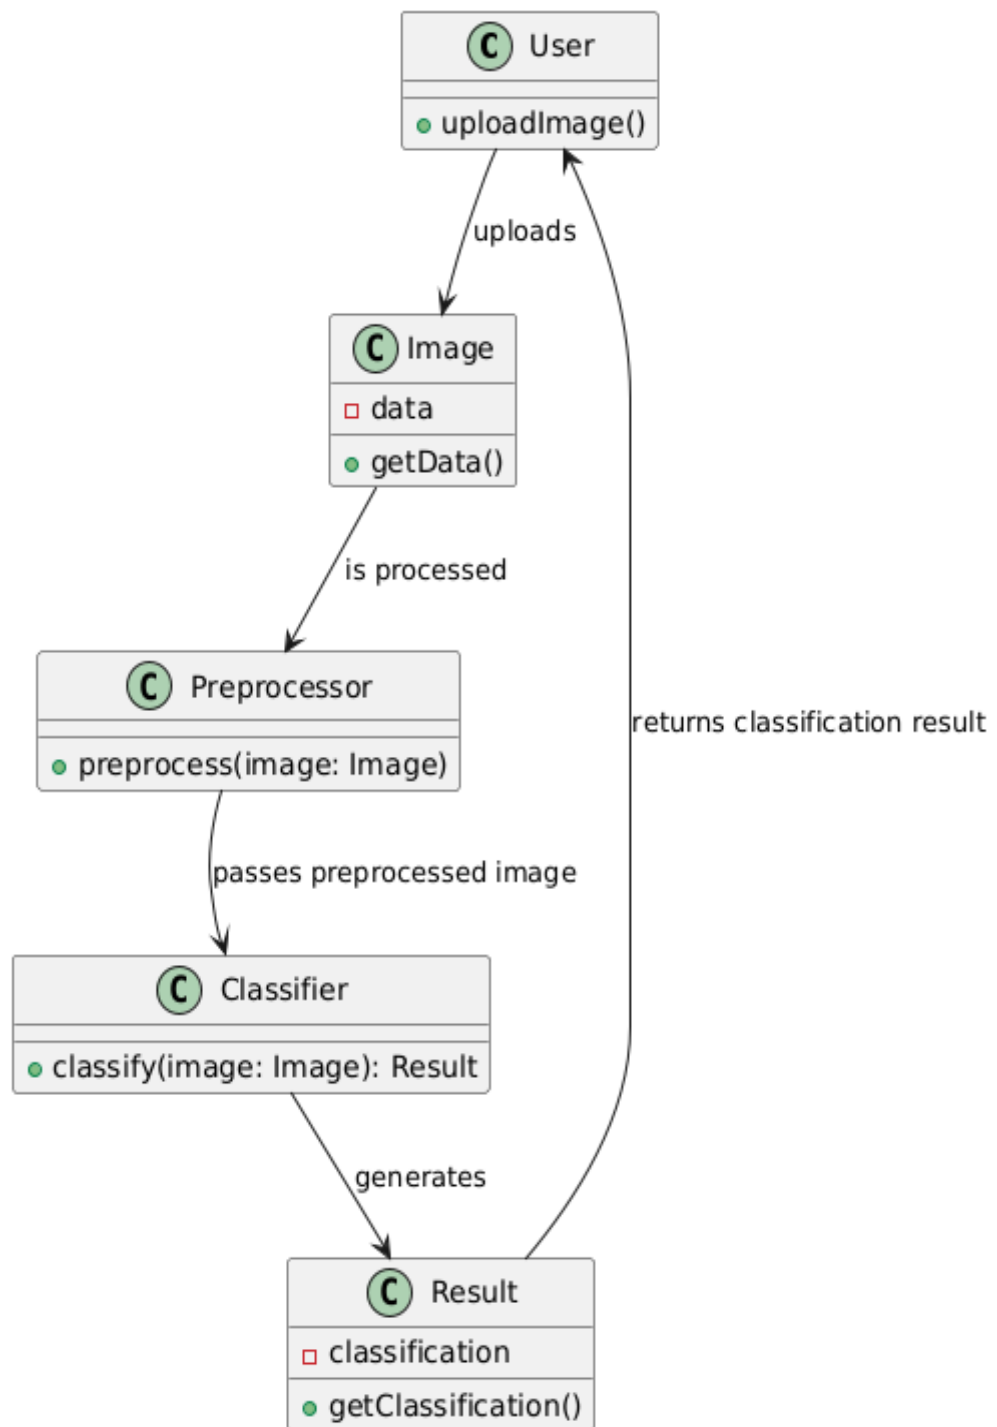 C User
uploadImage()
uploads
C Image
data
getData()
is processed
C Preprocessor
preprocess(image: Image)
returns classification result
passes preprocessed image
C Classifier
classify(image: Image): Result
generates
C Result
classification
getClassification()